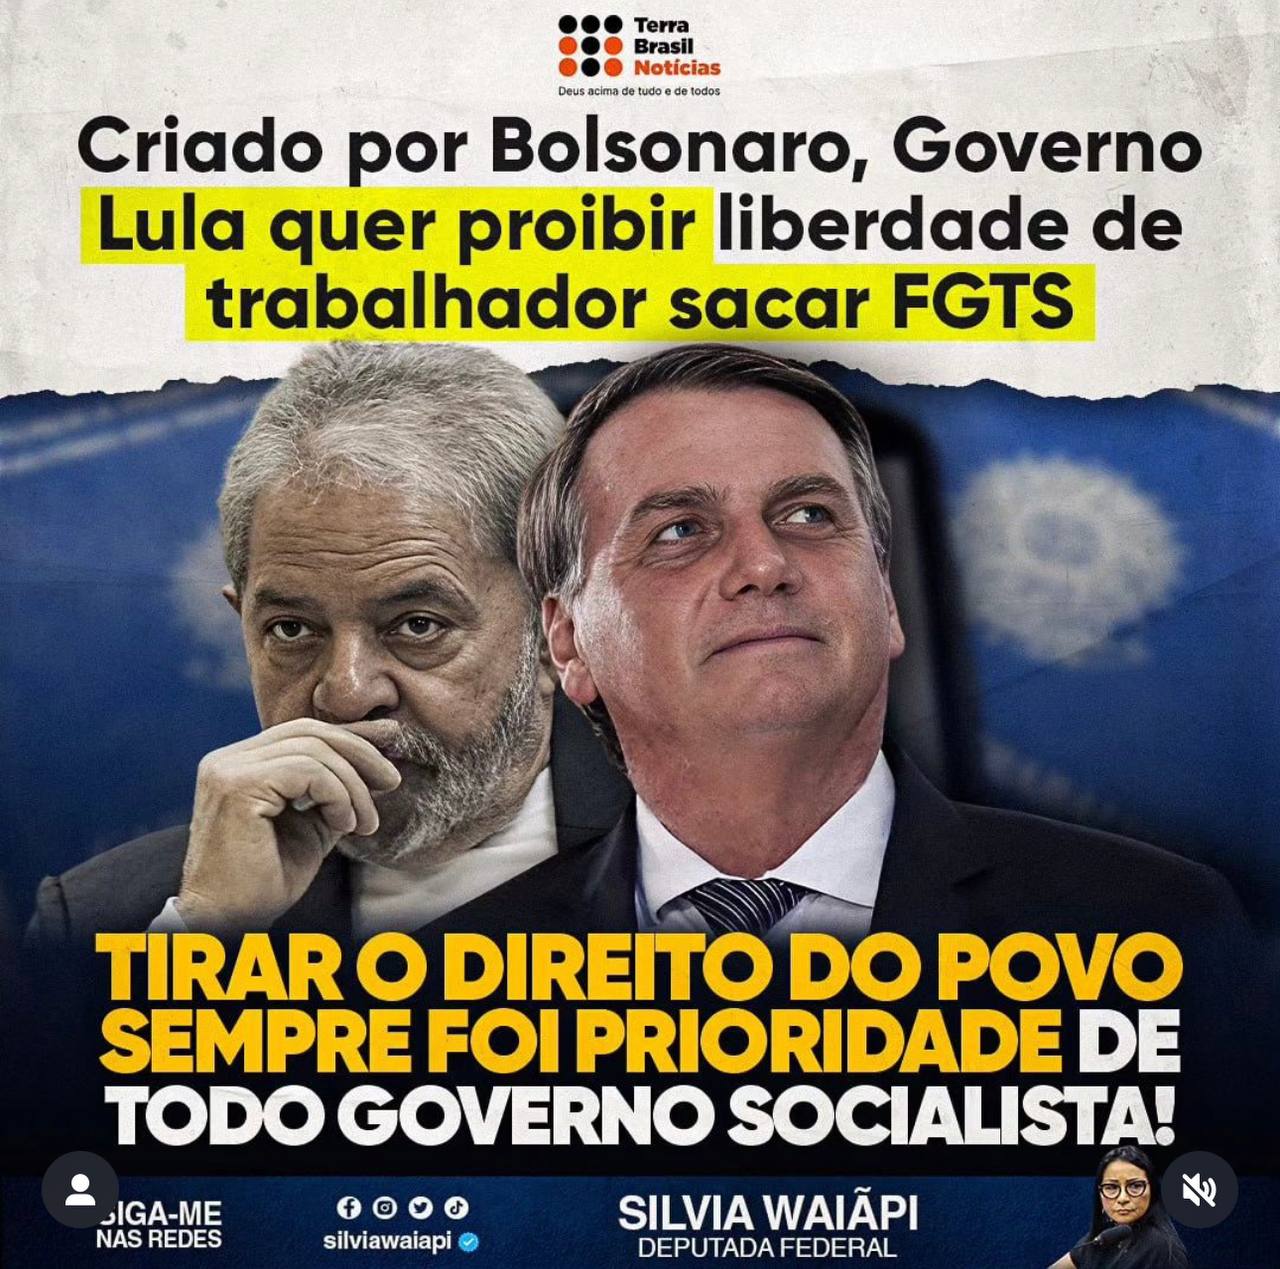 Terra
Brasil
Notícias
Deus acima de tudo e de todos
Criado por Bolsonaro, Governo
Lula quer proibir liberdade de
trabalhador sacar FGTS
TIRAR O DIREITO DO POVO
SEMPRE FOI PRIORIDADE DE
TODO GOVERNO SOCIALISTA!
SIGA-ME
NAS REDES
silviawaiapi
SILVIA WAIÃPI
DEPUTADA FEDERAL